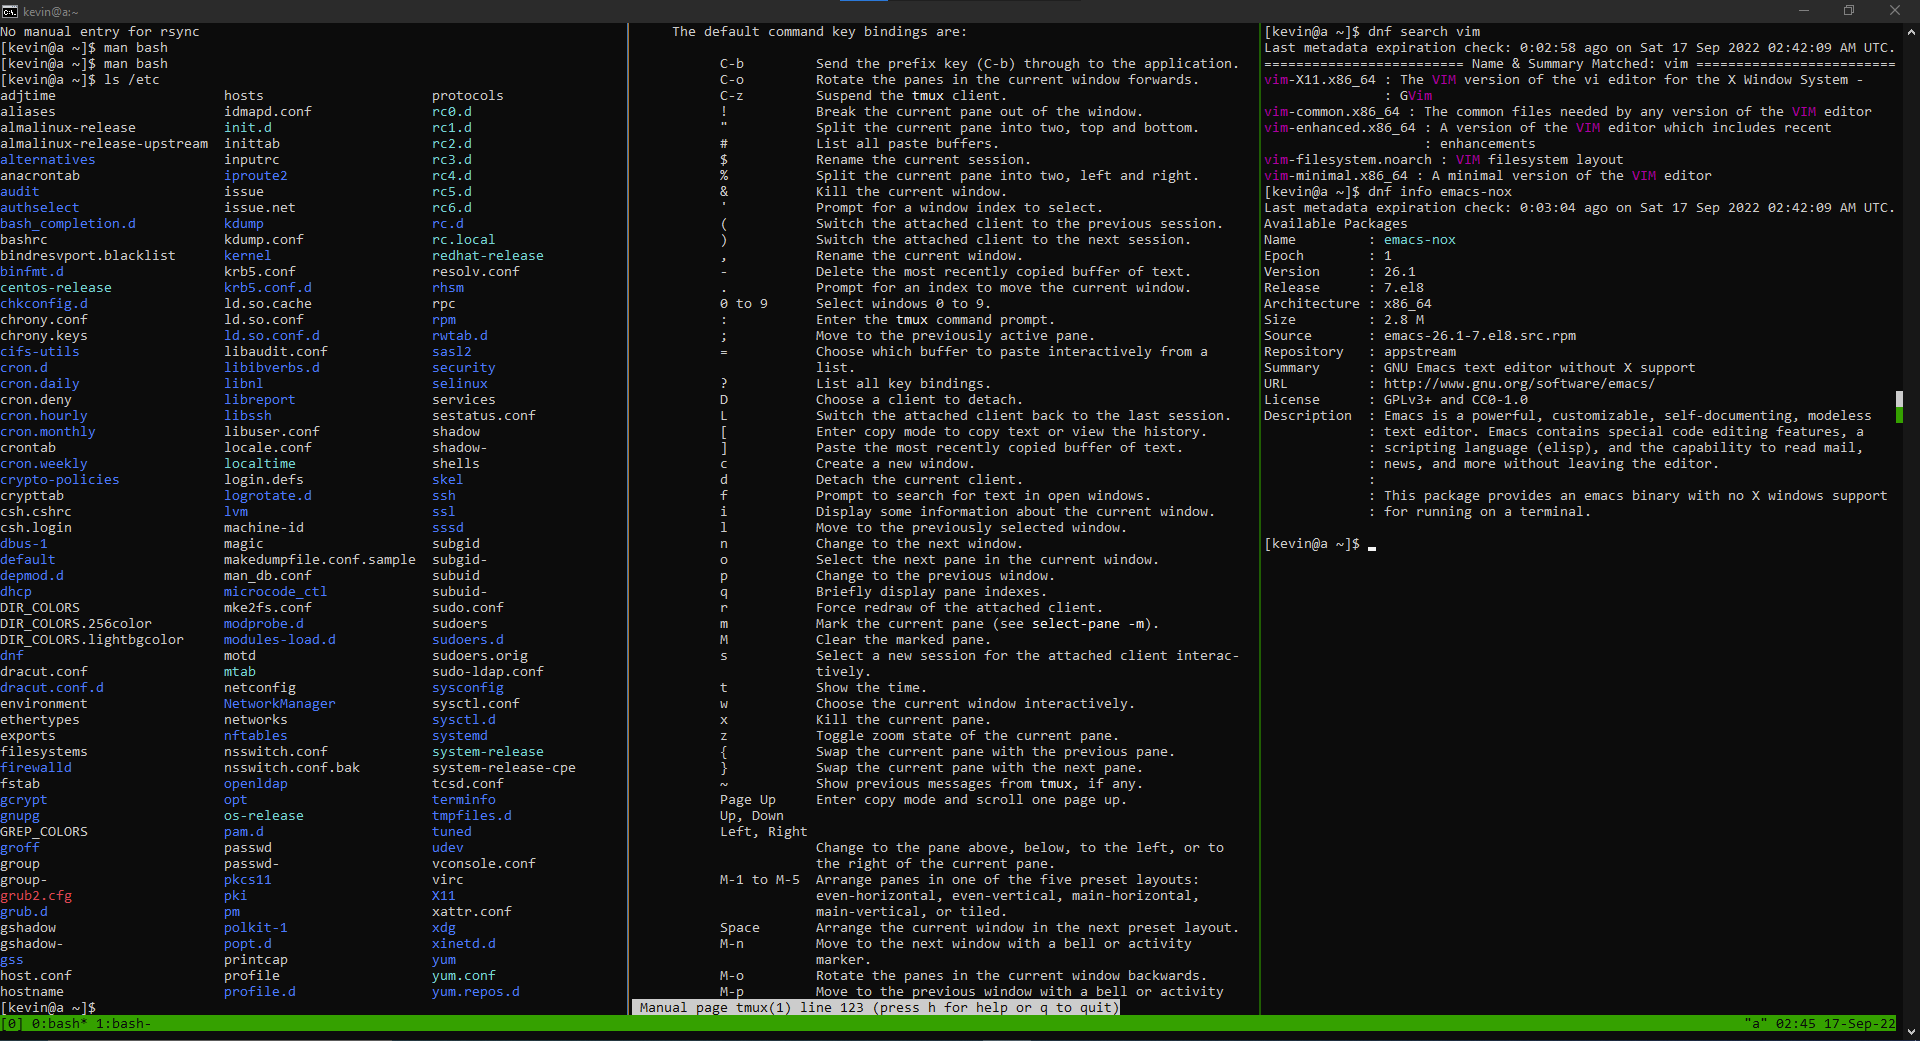 kevin@a:~
No manual entry for rsync
[kevin@a ~]$ man bash
[kevin@a ~]$ man bash
[kevin@a ~]$ ls /etc
adjtime hosts protocols
aliases idmapd.conf rc0.d
almalinux-release init.d rc1.d
almalinux-release-upstream inittab rc2.d
alternatives inputrc rc3.d
anacrontab iproute2 rc4.d
audit issue rc5.d
authselect issue.net rc6.d
bash_completion.d kdump rc.d
bashrc kdump.conf rc.local
bindresvport.blacklist kernel redhat-release
binfmt.d krb5.conf resolv.conf
centos-release krb5.conf.d rhsm
chkconfig.d ld.so.cache rpc
chrony.conf ld.so.conf rpm
chrony.keys ld.so.conf.d rwtab.d
cifs-utils libaudit.conf sasl2
cron.d libibverbs.d security
cron.daily libnl selinux
cron.deny libreport services
cron.hourly libssh sestatus.conf
cron.monthly libuser.conf shadow
crontab locale.conf shadow-
cron.weekly localtime shells
crypto-policies login.defs skel
crypttab logrotate.d ssh
csh.cshrc lvm ssl
csh.login machine-id sssd
dbus-1 magic subgid
default makedumpfile.conf.sample subgid-
depmod.d man_db.conf subuid
dhcp microcode_ctl subuid-
DIR_COLORS mke2fs.conf sudo.conf
DIR_COLORS.256color modprobe.d sudoers
DIR_COLORS.lightbgcolor modules-load.d sudoers.d
dnf motd sudoers.orig
dracut.conf mtab sudo-ldap.conf
dracut.conf.d netconfig sysconfig
environment NetworkManager sysctl.conf
ethertypes networks sysctl.d
exports nftables systemd
filesystems nsswitch.conf system-release
firewalld nsswitch.conf.bak system-release-cpe
fstab openldap tcsd.conf
gcrypt opt terminfo
gnupg os-release tmpfiles.d
GREP_COLORS pam.d tuned
groff passwd udev
group passwd- vconsole.conf
group- pkcs11 virc
grub2.cfg pki X11
grub.d pm xattr.conf
gshadow polkit-1 xdg
gshadow- popt.d xinetd.d
gss printcap yum
host.conf profile yum.conf
hostname profile.d yum.repos.d
[kevin@a ~]$
The default command key bindings are:
C-b Send the prefix key (C-b) through to the application.
C-o Rotate the panes in the current window forwards.
C-z Suspend the tmux client.
! Break the current pane out of the window.
" Split the current pane into two, top and bottom.
# List all paste buffers.
$ Rename the current session.
% Split the current pane into two, left and right.
& Kill the current window.
' Prompt for a window index to select.
( Switch the attached client to the previous session.
) Switch the attached client to the next session.
, Rename the current window.
- Delete the most recently copied buffer of text.
. Prompt for an index to move the current window.
0 to 9 Select windows 0 to 9.
: Enter the tmux command prompt.
; Move to the previously active pane.
= Choose which buffer to paste interactively from a
list.
? List all key bindings.
D Choose a client to detach.
L Switch the attached client back to the last session.
[ Enter copy mode to copy text or view the history.
] Paste the most recently copied buffer of text.
c Create a new window.
d Detach the current client.
f Prompt to search for text in open windows.
i Display some information about the current window.
l Move to the previously selected window.
n Change to the next window.
o Select the next pane in the current window.
p Change to the previous window.
q Briefly display pane indexes.
r Force redraw of the attached client.
m Mark the current pane (see select-pane -m).
M Clear the marked pane.
s Select a new session for the attached client interac-
tively.
t Show the time.
w Choose the current window interactively.
x Kill the current pane.
z Toggle zoom state of the current pane.
{ Swap the current pane with the previous pane.
} Swap the current pane with the next pane.
~ Show previous messages from tmux, if any.
Page Up Enter copy mode and scroll one page up.
Up, Down
Left, Right
Change to the pane above, below, to the left, or to
the right of the current pane.
M-1 to M-5 Arrange panes in one of the five preset layouts:
even-horizontal, even-vertical, main-horizontal,
main-vertical, or tiled.
Space Arrange the current window in the next preset layout.
M-n Move to the next window with a bell or activity
marker.
M-o Rotate the panes in the current window backwards.
M-p Move to the previous window with a bell or activity
Manual page tmux(1) line 123 (press h for help or q to quit)
[kevin@a ~]$ dnf search vim
Last metadata expiration check: 0:02:58 ago on Sat 17 Sep 2022 02:42:09 AM UTC.
========================= Name & Summary Matched: vim =========================
vim-X11.x86_64 : The VIM version of the vi editor for the X Window System -
: GVim
vim-common.x86_64 : The common files needed by any version of the VIM editor
vim-enhanced.x86_64 : A version of the VIM editor which includes recent
: enhancements
vim-filesystem.noarch : VIM filesystem layout
vim-minimal.x86_64 : A minimal version of the VIM editor
[kevin@a ~]$ dnf info emacs-nox
Last metadata expiration check: 0:03:04 ago on Sat 17 Sep 2022 02:42:09 AM UTC.
Available Packages
Name : emacs-nox
Epoch : 1
Version : 26.1
Release : 7.el8
Architecture : x86_64
Size : 2.8 M
Source : emacs-26.1-7.el8.src.rpm
Repository : appstream
Summary : GNU Emacs text editor without X support
URL : http://www.gnu.org/software/emacs/
License : GPLv3+ and CC0-1.0
Description : Emacs is a powerful, customizable, self-documenting, modeless
: text editor. Emacs contains special code editing features, a
: scripting language (elisp), and the capability to read mail,
: news, and more without leaving the editor.
:
: This package provides an emacs binary with no X windows support
: for running on a terminal.
[kevin@a ~]$
[0] 0:bash* 1:bash- "a" 02:45 17-Sep-22